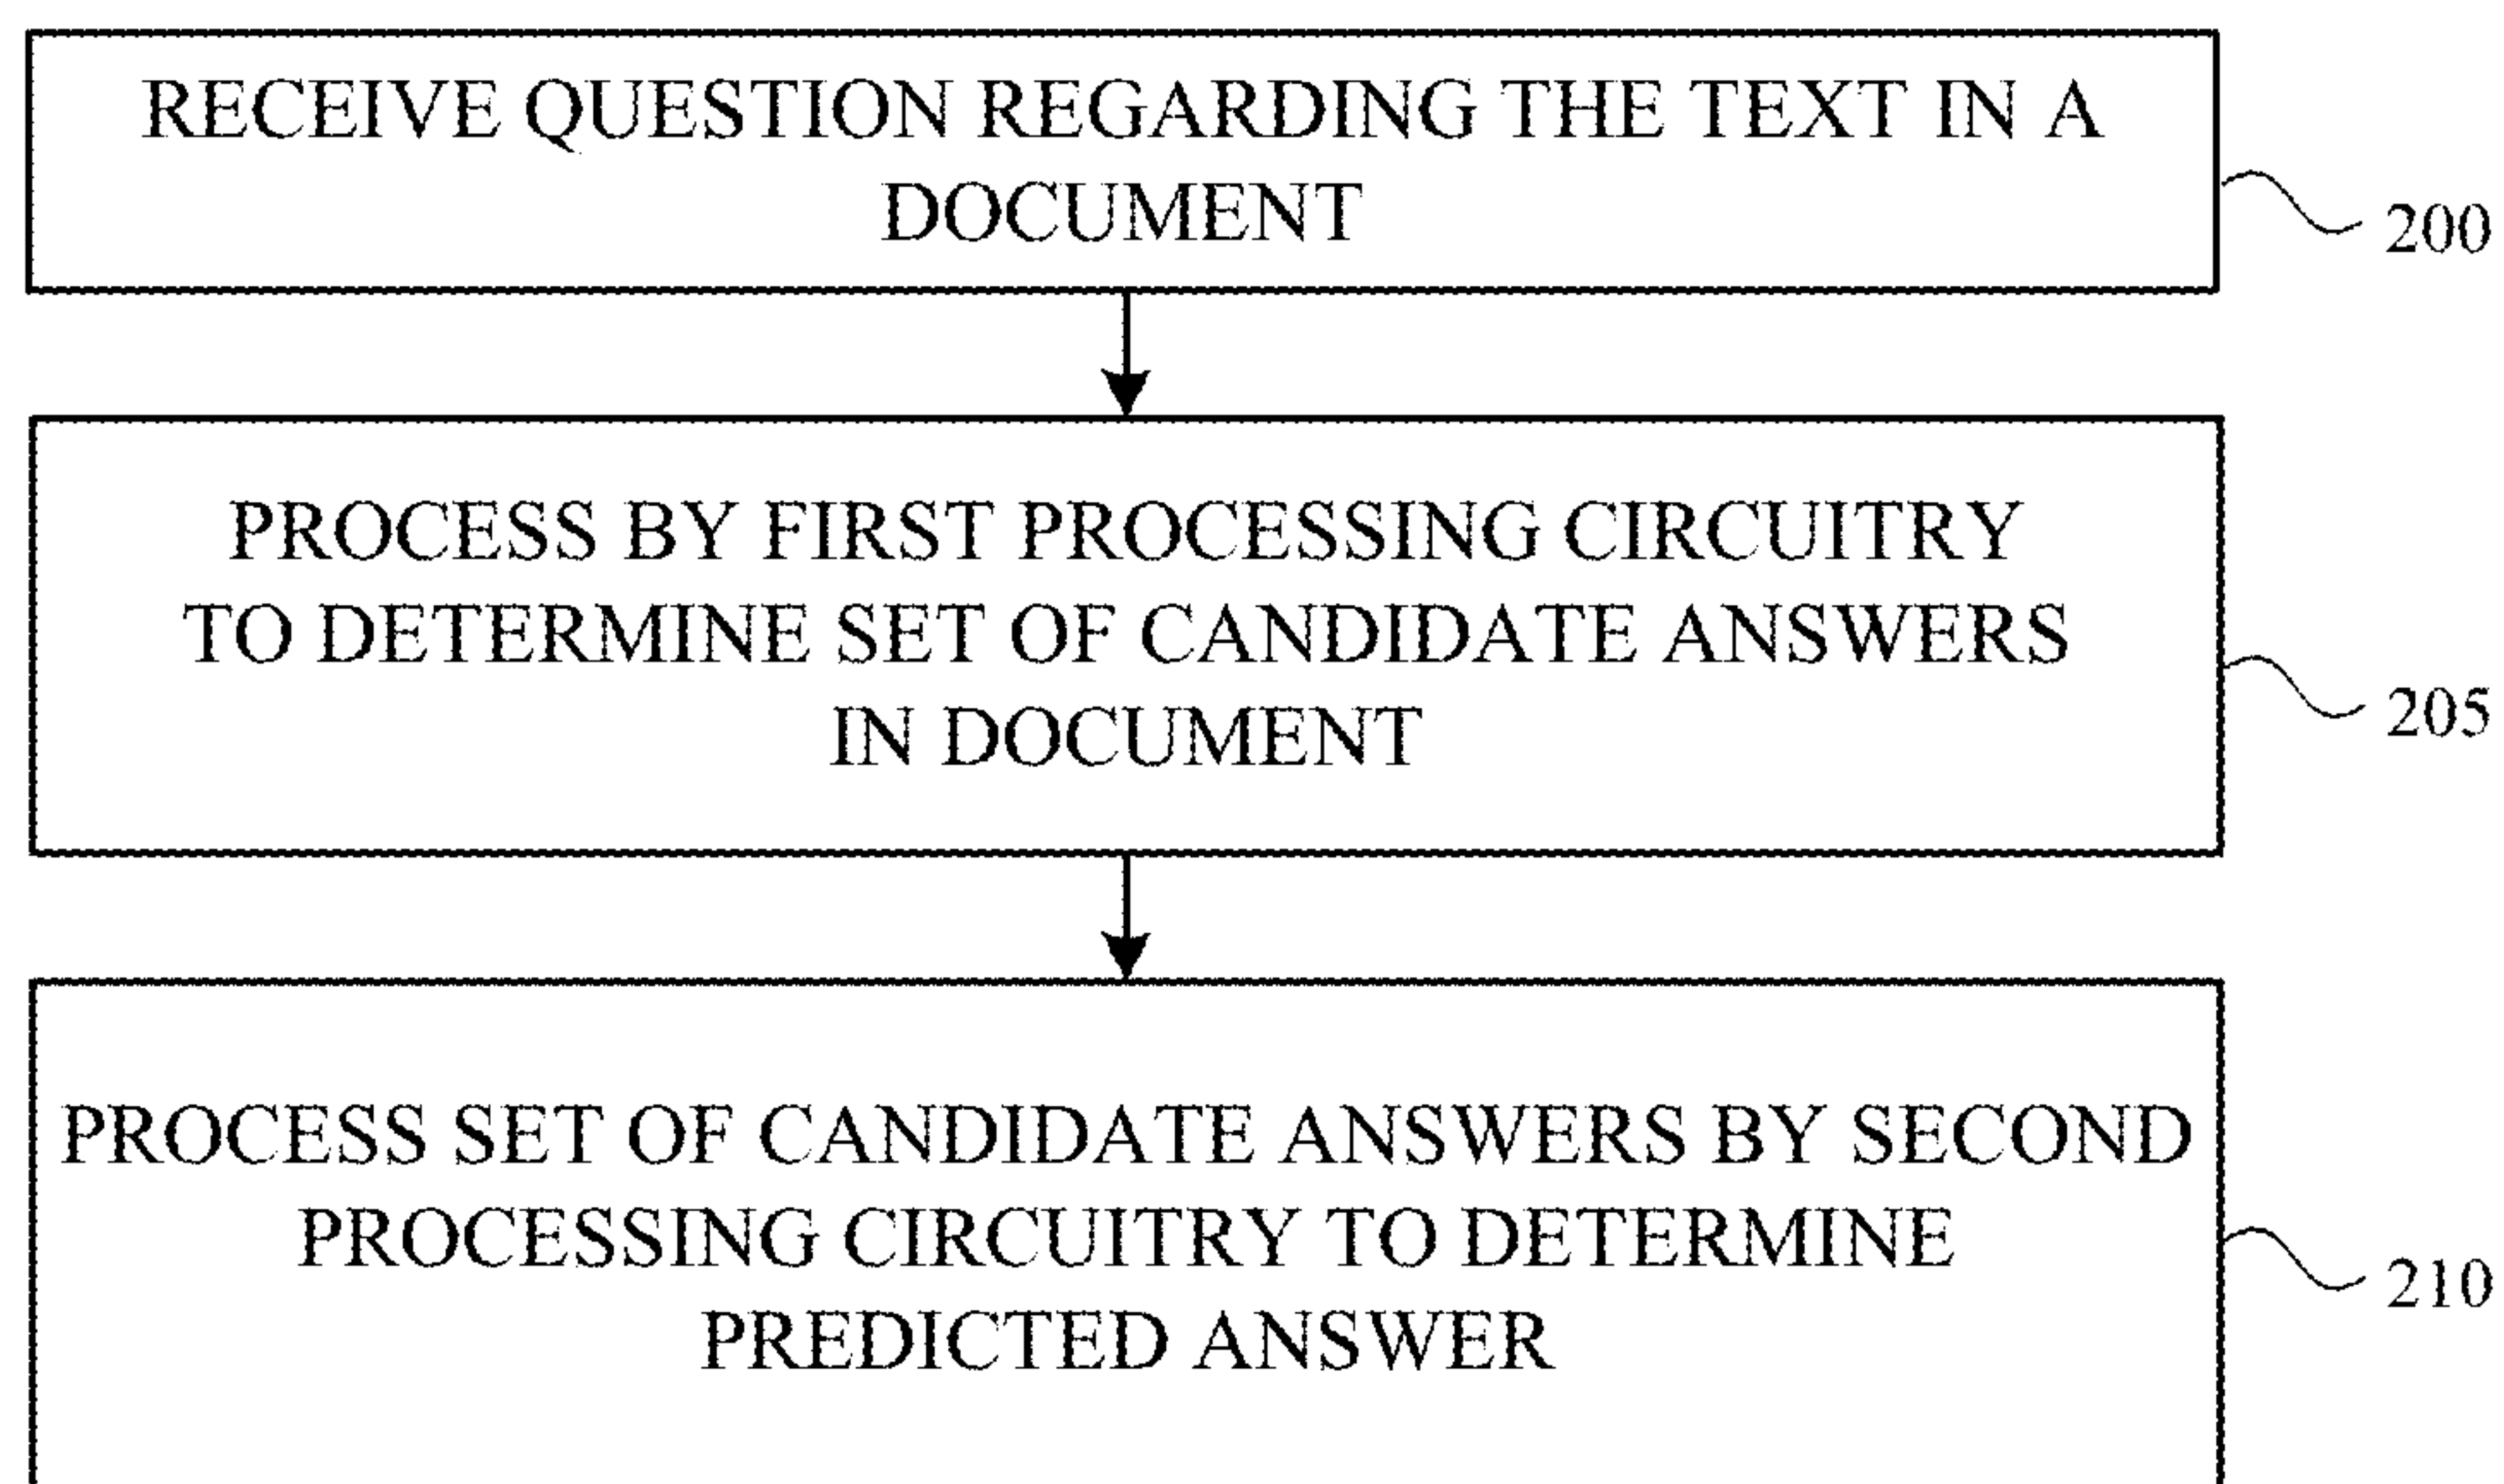 RECEIVE QUESTION REGARDING THE TEXT IN A
DOCUMENT
200
PROCESS BY FIRST PROCESSING CIRCUITRY
TO DETERMINE SET OF CANDIDATE ANSWERS
IN DOCUMENT
205
PROCESS SET OF CANDIDATE ANSWERS BY SECOND
PROCESSING CIRCUITRY TO DETERMINE
PREDICTED ANSWER
210